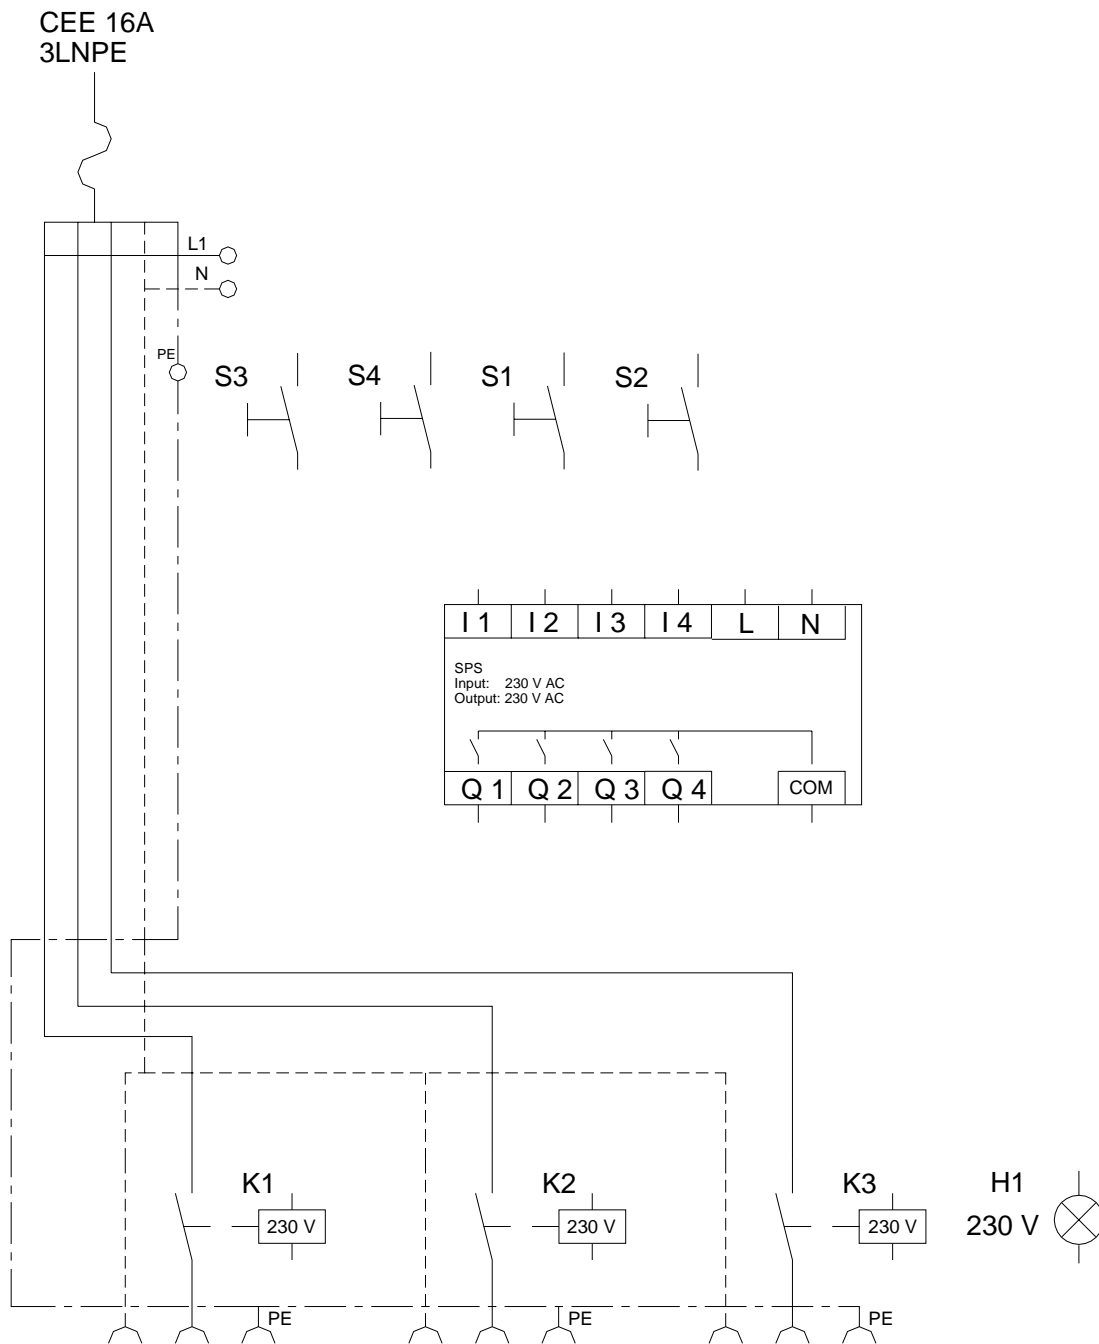 CEE 16A
3LNPE
L1
N
PE
S3 S4 S1 S2
I 1 I 2 I 3 I 4 L N
SPS
Input: 230 V AC
Output: 230 V AC
Q 1 Q 2 Q 3 Q 4 COM
K1 K2 K3 H1
230 V 230 V 230 V 230 V
PE PE PE